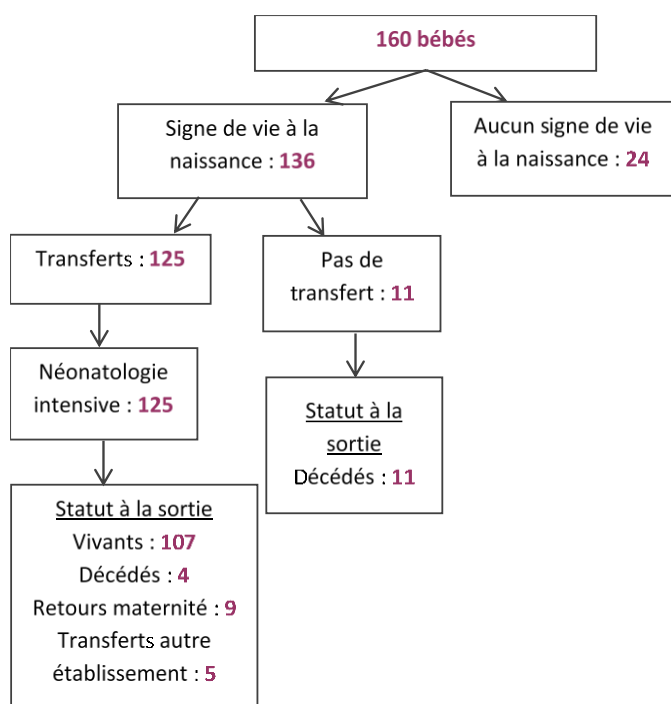 160 bébés
Signe de vie à la
naissance : 136
Aucun signe de vie
à la naissance : 24
Transferts : 125
Pas de
transfert : 11
Néonatologie
intensive : 125
Statut à la
sortie
Décédés : 11
Statut à la sortie
Vivants : 107
Décédés : 4
Retours maternité : 9
Transferts autre
établissement : 5